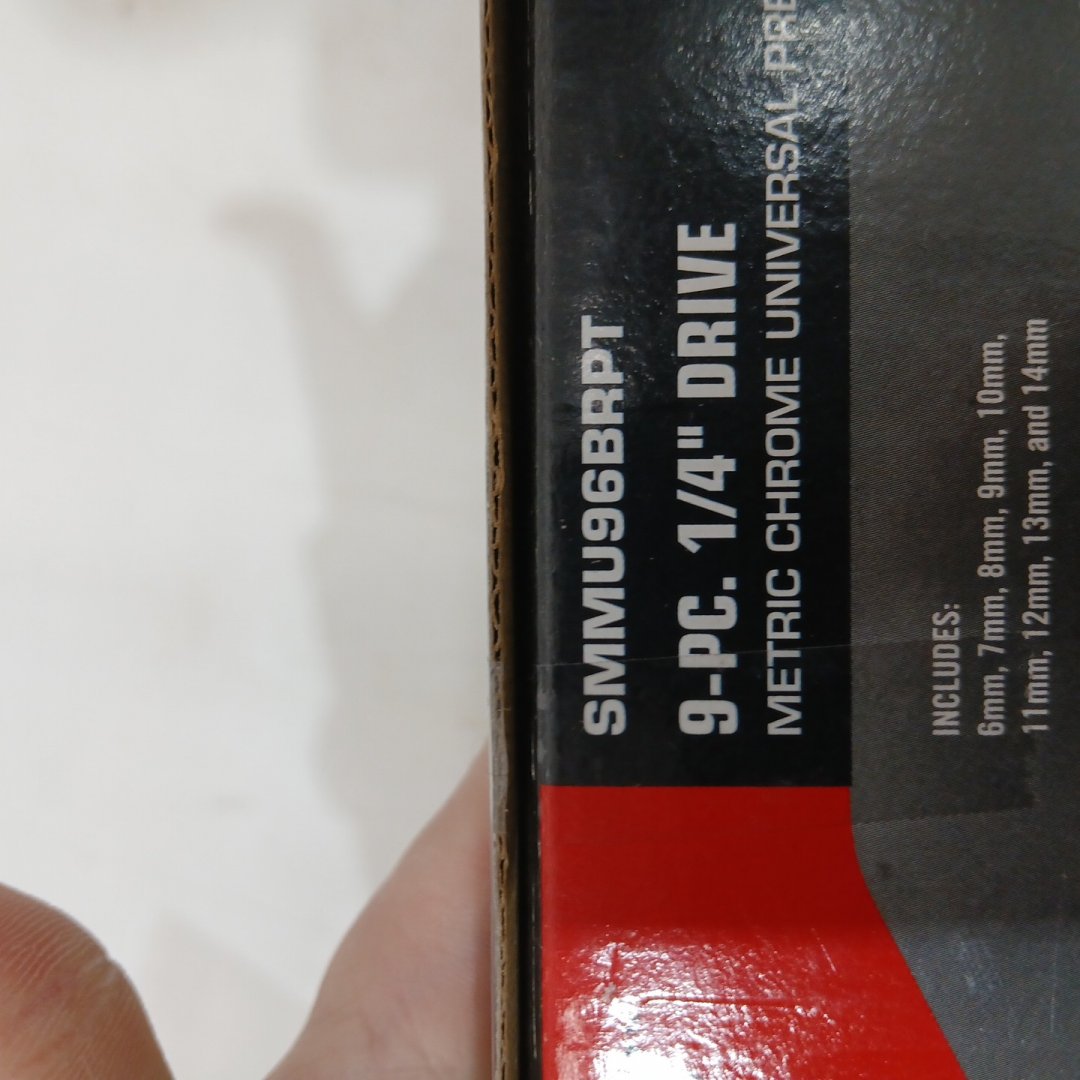 SMMU96BRPT
9-PC. 1/4" DRIVE
METRIC CHROME UNIVERSAL
INCLUDES:
6mm, 7mm, 8mm, 9mm, 10mm,
11mm, 12mm, 13mm, and 14mm